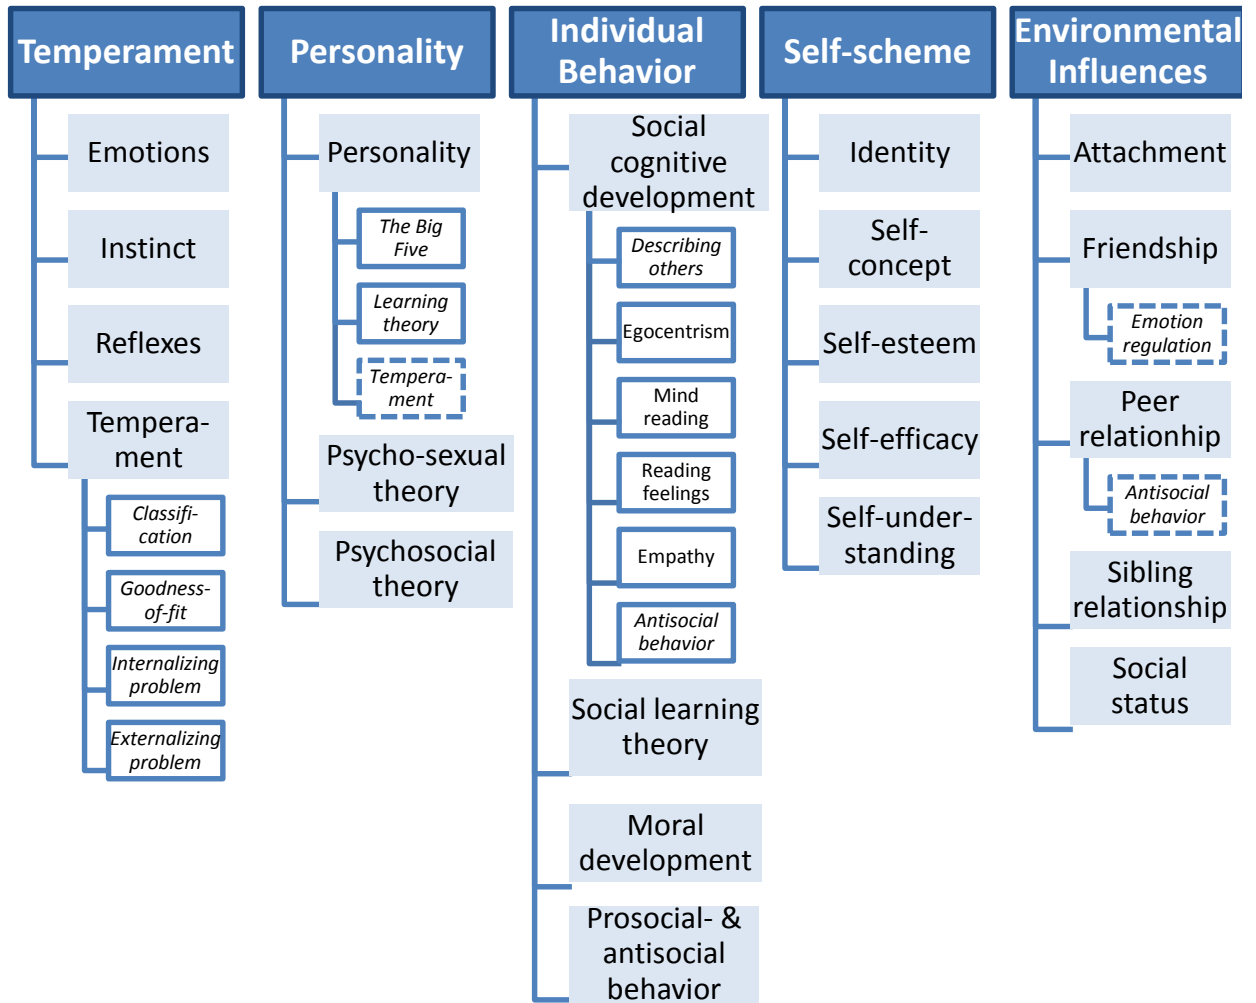 Temperament
Emotions
Instinct
Reflexes
Tempera-
ment
Classifi-
cation
Goodness-
of-fit
Internalizing
problem
Externalizing
problem
Personality
Personality
The Big
Five
Learning
theory
Tempera-
ment
Psycho-sexual
theory
Psychosocial
theory
Individual
Behavior
Social
cognitive
development
Describing
others
Egocentrism
Mind
reading
Reading
feelings
Empathy
Antisocial
behavior
Social learning
theory
Moral
development
Prosocial- &
antisocial
behavior
Self-scheme
Identity
Self-
concept
Self-esteem
Self-efficacy
Self-under-
standing
Environmental
Influences
Attachment
Friendship
Emotion
regulation
Peer
relationhip
Antisocial
behavior
Sibling
relationship
Social
status